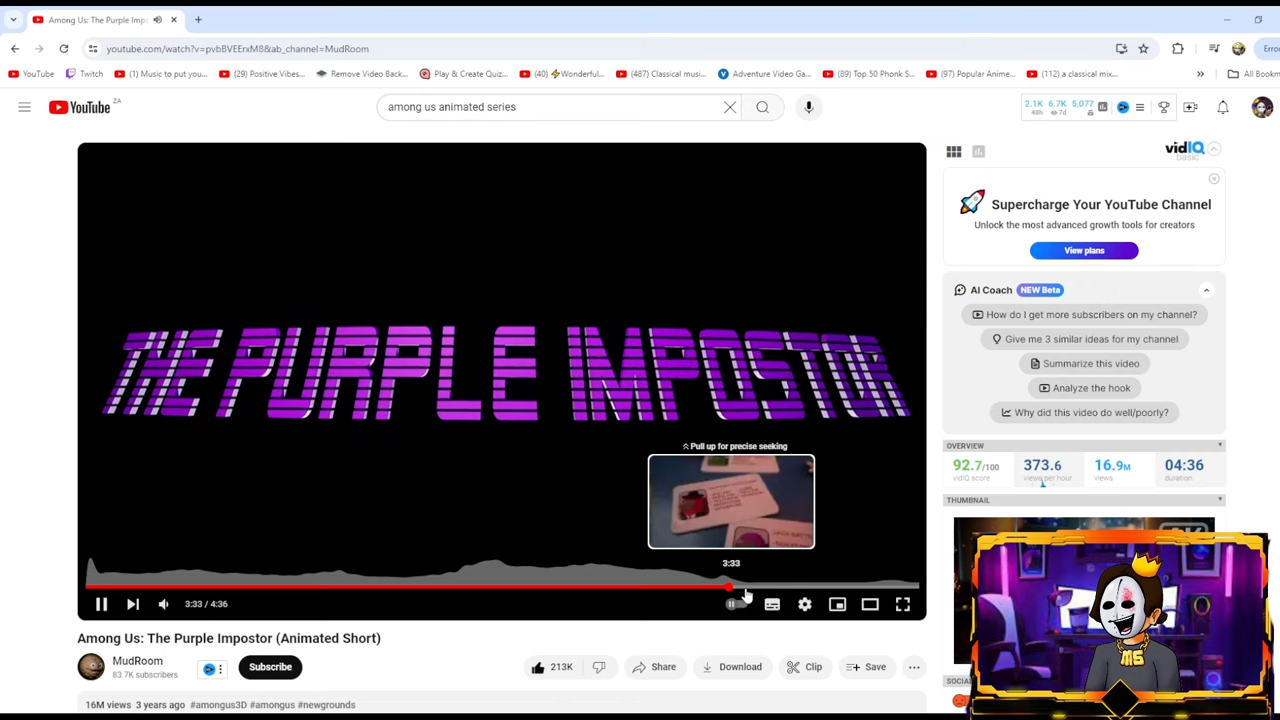 Among Us: The Purple Impo
youtube.com/watch?v=pvbBVEErxM8&ab_channel=MudRoom
Error
YouTube
Twitch
(1) Music to put you...
(29) Positive Vibes...
Remove Video Back...
Play & Create Quiz...
(40) ⚡Wonderful...
(487) Classical musi...
Adventure Video Ga...
(89) Top 50 Phonk S...
(97) Popular Anime...
(112) a classical mix...
»
All Bookm
YouTube ZA
among us animated series
2.1K 6.7K 5,077
48h 7d
vidIQ
basic
Supercharge Your YouTube Channel
Unlock the most advanced growth tools for creators
View plans
AI Coach NEW Beta
How do I get more subscribers on my channel?
Give me 3 similar ideas for my channel
Summarize this video
Analyze the hook
Why did this video do well/poorly?
OVERVIEW
92.7/100 373.6 16.9M 04:36
vidIQ score views per hour views duration
THUMBNAIL
THE PURPLE IMPOSTOR
Pull up for precise seeking
3:33
3:33 / 4:36
Among Us: The Purple Impostor (Animated Short)
MudRoom
83.7K subscribers
Subscribe
213K
Share
Download
Clip
Save
16M views 3 years ago #amongus3D #amongus #newgrounds
SOCIAL
MG